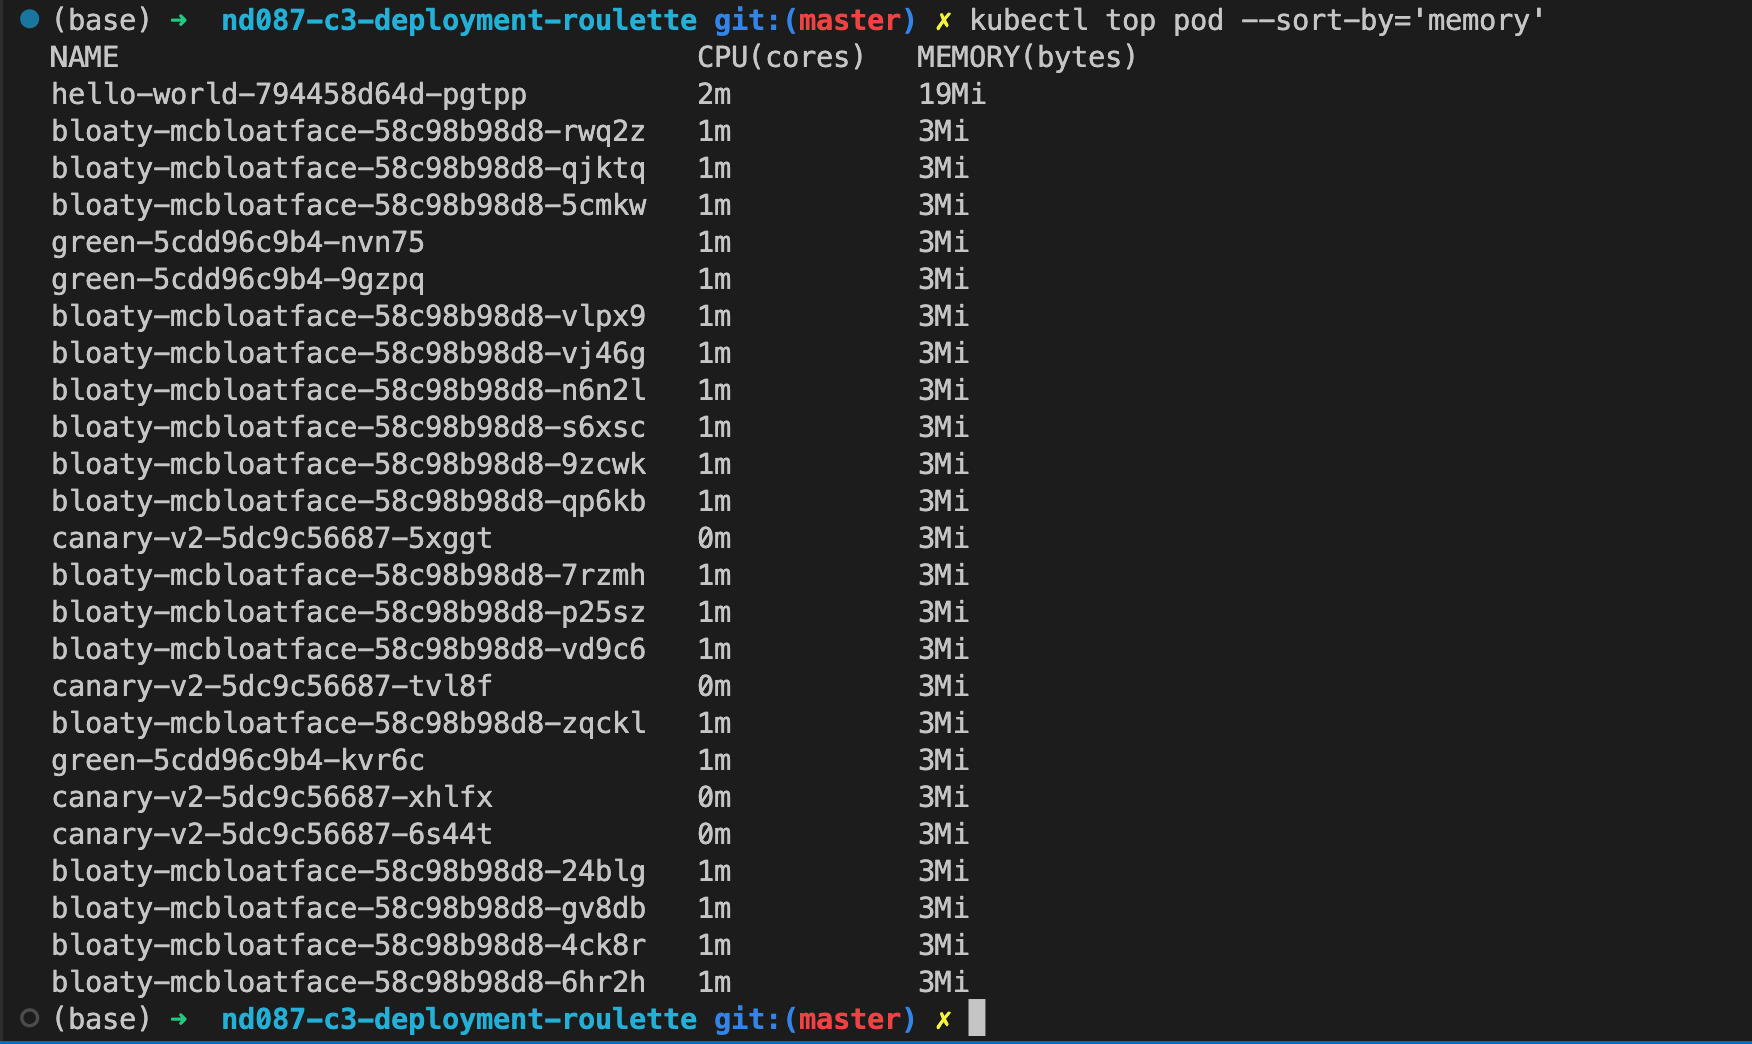 (base) ➜ nd087-c3-deployment-roulette git:(master) ✗ kubectl top pod --sort-by='memory'
NAME CPU(cores) MEMORY(bytes)
hello-world-794458d64d-pgtpp 2m 19Mi
bloaty-mcbloatface-58c98b98d8-rwq2z 1m 3Mi
bloaty-mcbloatface-58c98b98d8-qjktq 1m 3Mi
bloaty-mcbloatface-58c98b98d8-5cmkw 1m 3Mi
green-5cdd96c9b4-nvn75 1m 3Mi
green-5cdd96c9b4-9gzpq 1m 3Mi
bloaty-mcbloatface-58c98b98d8-vlpx9 1m 3Mi
bloaty-mcbloatface-58c98b98d8-vj46g 1m 3Mi
bloaty-mcbloatface-58c98b98d8-n6n2l 1m 3Mi
bloaty-mcbloatface-58c98b98d8-s6xsc 1m 3Mi
bloaty-mcbloatface-58c98b98d8-9zcwk 1m 3Mi
bloaty-mcbloatface-58c98b98d8-qp6kb 1m 3Mi
canary-v2-5dc9c56687-5xggt 0m 3Mi
bloaty-mcbloatface-58c98b98d8-7rzmh 1m 3Mi
bloaty-mcbloatface-58c98b98d8-p25sz 1m 3Mi
bloaty-mcbloatface-58c98b98d8-vd9c6 1m 3Mi
canary-v2-5dc9c56687-tvl8f 0m 3Mi
bloaty-mcbloatface-58c98b98d8-zqckl 1m 3Mi
green-5cdd96c9b4-kvr6c 1m 3Mi
canary-v2-5dc9c56687-xhlfx 0m 3Mi
canary-v2-5dc9c56687-6s44t 0m 3Mi
bloaty-mcbloatface-58c98b98d8-24blg 1m 3Mi
bloaty-mcbloatface-58c98b98d8-gv8db 1m 3Mi
bloaty-mcbloatface-58c98b98d8-4ck8r 1m 3Mi
bloaty-mcbloatface-58c98b98d8-6hr2h 1m 3Mi
(base) ➜ nd087-c3-deployment-roulette git:(master) ✗